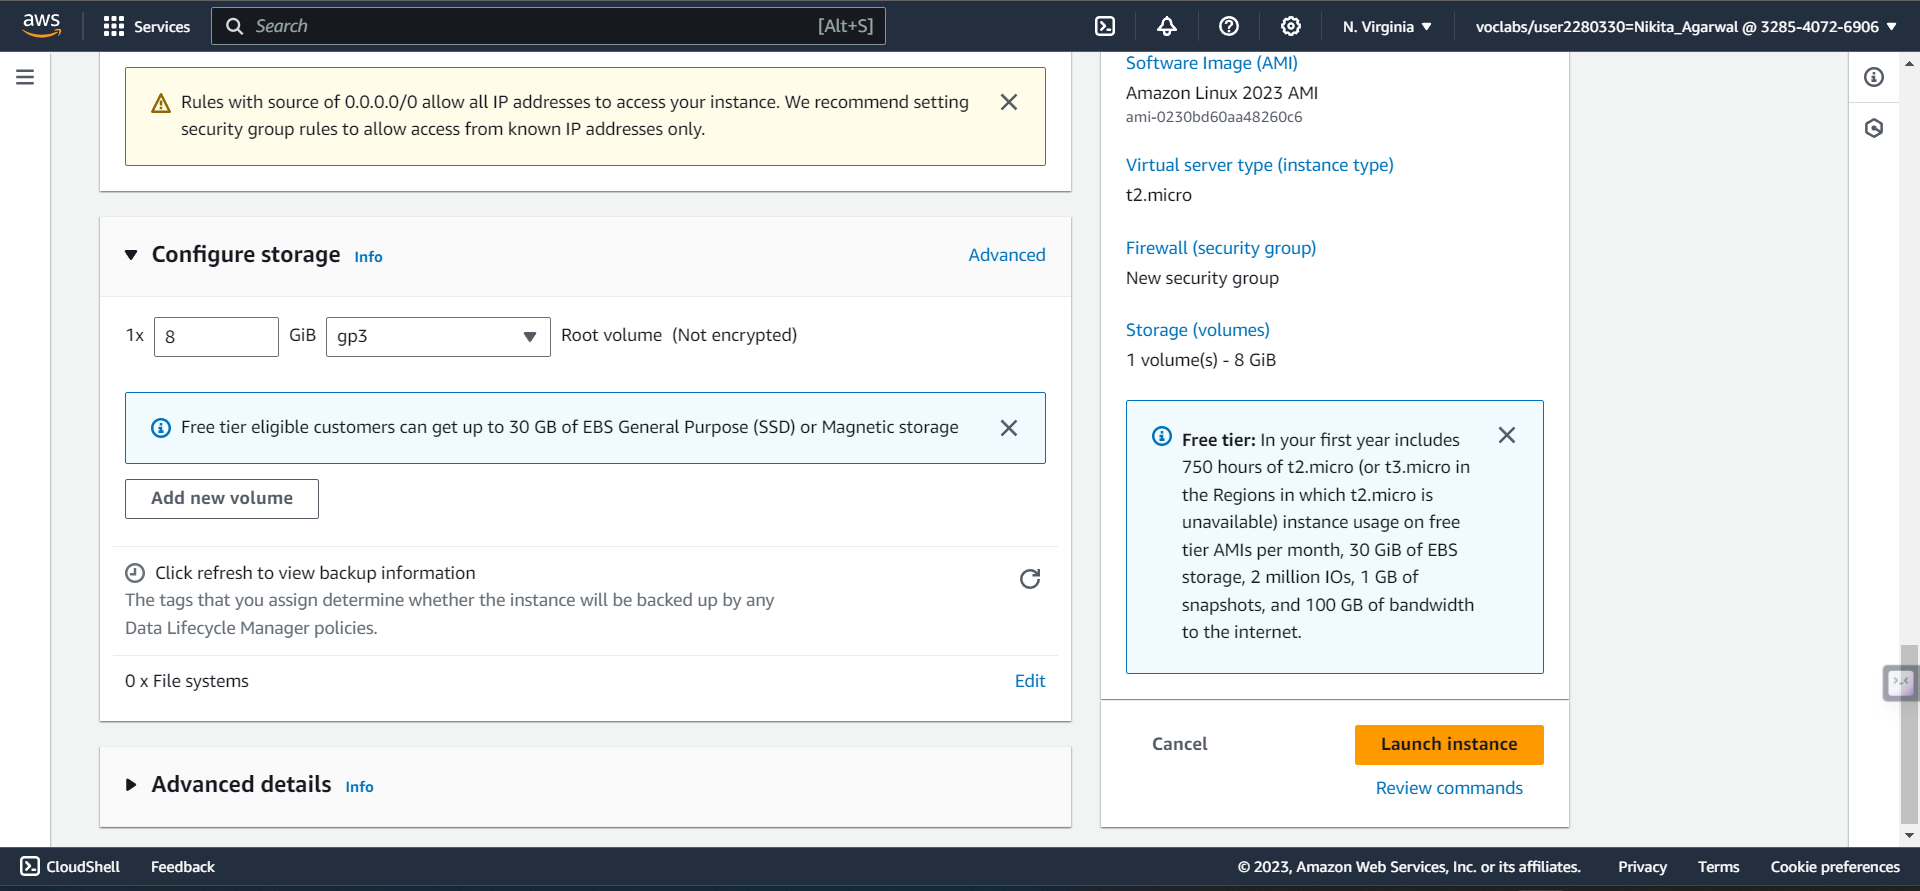 aws
Services
Search
[Alt+S]
N. Virginia
voclabs/user2280330=Nikita_Agarwal @ 3285-4072-6906
Rules with source of 0.0.0.0/0 allow all IP addresses to access your instance. We recommend setting
security group rules to allow access from known IP addresses only.
Configure storage Info
Advanced
1x 8 GiB gp3 Root volume (Not encrypted)
Free tier eligible customers can get up to 30 GB of EBS General Purpose (SSD) or Magnetic storage
Add new volume
Click refresh to view backup information
The tags that you assign determine whether the instance will be backed up by any
Data Lifecycle Manager policies.
0 x File systems
Edit
Advanced details Info
Software Image (AMI)
Amazon Linux 2023 AMI
ami-0230bd60aa48260c6
Virtual server type (instance type)
t2.micro
Firewall (security group)
New security group
Storage (volumes)
1 volume(s) - 8 GiB
Free tier: In your first year includes
750 hours of t2.micro (or t3.micro in
the Regions in which t2.micro is
unavailable) instance usage on free
tier AMIs per month, 30 GiB of EBS
storage, 2 million IOs, 1 GB of
snapshots, and 100 GB of bandwidth
to the internet.
Cancel
Launch instance
Review commands
CloudShell
Feedback
© 2023, Amazon Web Services, Inc. or its affiliates.
Privacy
Terms
Cookie preferences